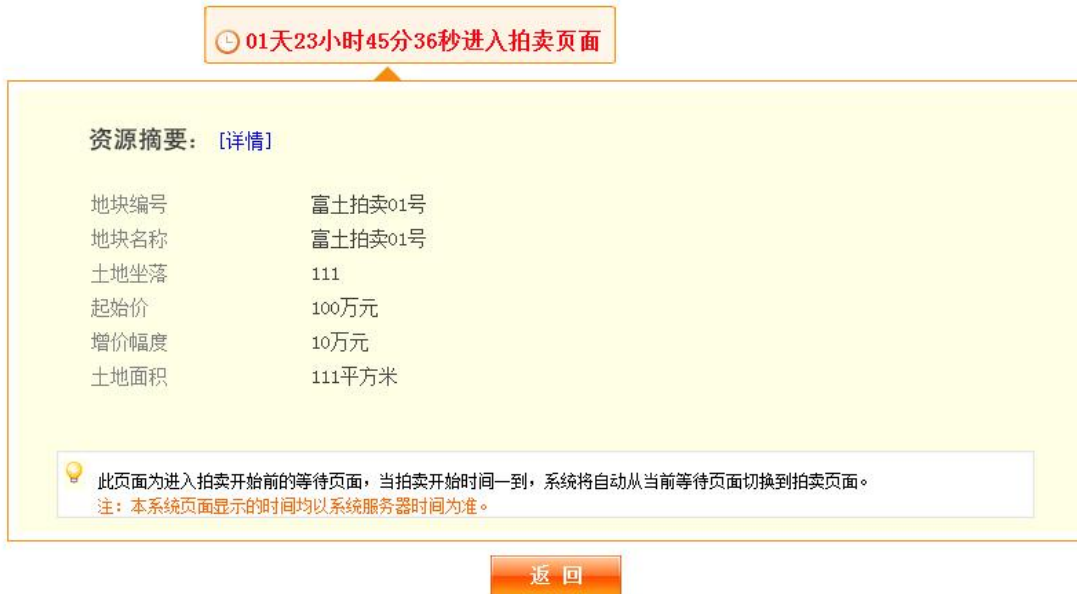 01天23小时45分36秒进入拍卖页面
资源摘要： [详情]
地块编号 富土拍卖01号
地块名称 富土拍卖01号
土地坐落 111
起始价 100万元
增价幅度 10万元
土地面积 111平方米
此页面为进入拍卖开始前的等待页面，当拍卖开始时间一到，系统将自动从当前等待页面切换到拍卖页面。
注：本系统页面显示的时间均以系统服务器时间为准。
返 回